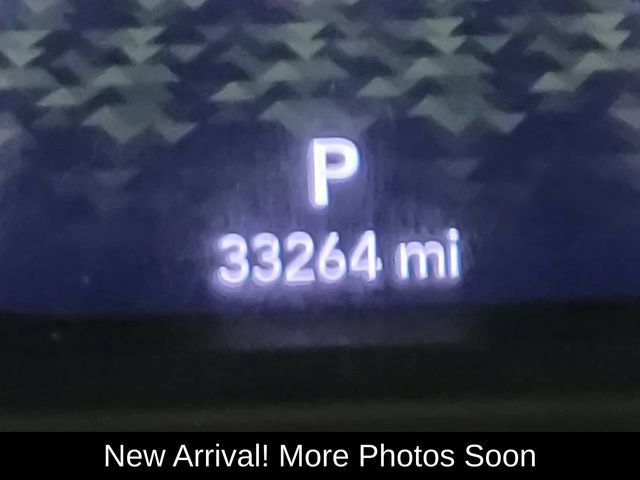 P
33264 mi
New Arrival! More Photos Soon